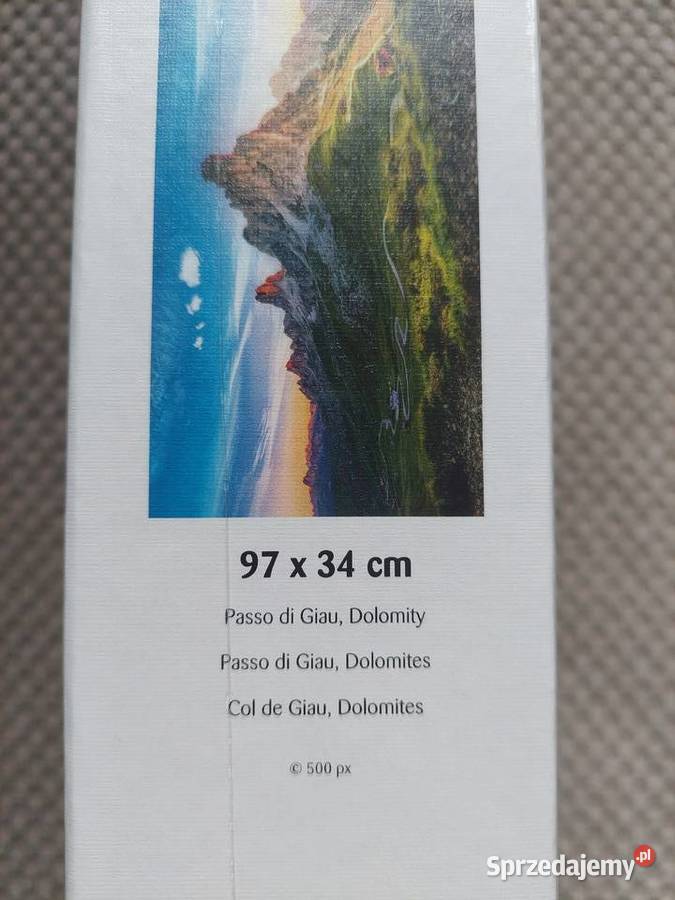 97 x 34 cm
Passo di Giau, Dolomity
Passo di Giau, Dolomites
Col de Giau, Dolomites
© 500 px
Sprzedajemy.pl